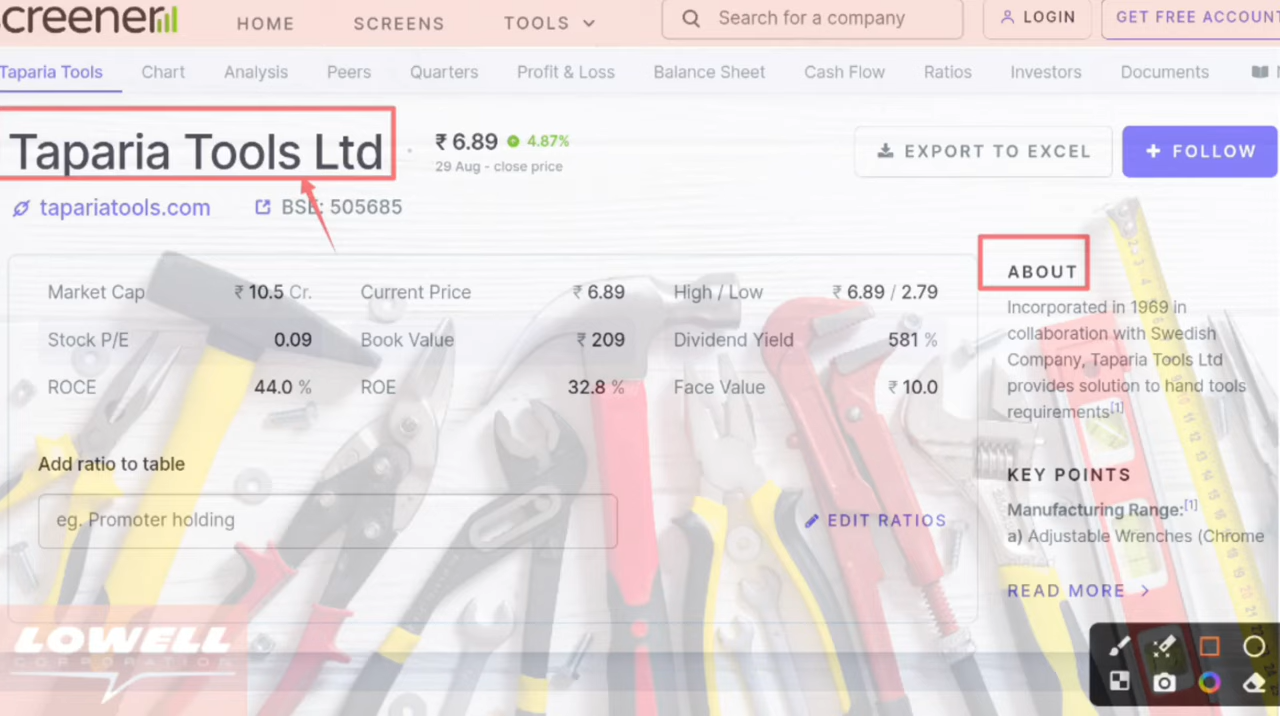 screener
HOME SCREENS TOOLS
Search for a company
LOGIN
GET FREE ACCOUNT
Taparia Tools Chart Analysis Peers Quarters Profit & Loss Balance Sheet Cash Flow Ratios Investors Documents
Taparia Tools Ltd
₹ 6.89 4.87%
29 Aug - close price
EXPORT TO EXCEL
+ FOLLOW
tapariatools.com BSE: 505685
Market Cap ₹ 10.5 Cr. Current Price ₹ 6.89 High / Low ₹ 6.89 / 2.79
Stock P/E 0.09 Book Value ₹ 209 Dividend Yield 581 %
ROCE 44.0 % ROE 32.8 % Face Value ₹ 10.0
Add ratio to table
eg. Promoter holding
EDIT RATIOS
ABOUT
Incorporated in 1969 in
collaboration with Swedish
Company, Taparia Tools Ltd
provides solution to hand tools
requirements[1]
KEY POINTS
Manufacturing Range:[1]
a) Adjustable Wrenches (Chrome
READ MORE
LOWELL
CORPORATION